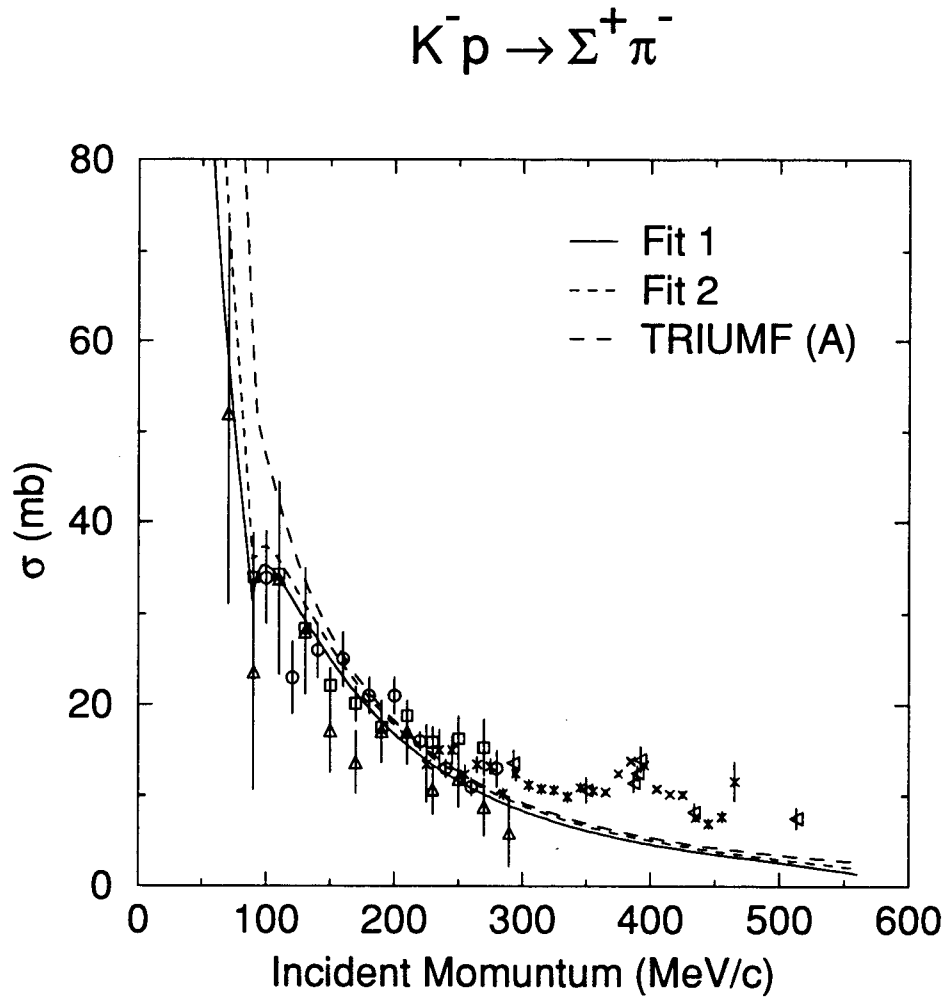 K⁻p → Σ⁺π⁻
80
60
40
20
0
σ (mb)
Fit 1
Fit 2
TRIUMF (A)
0 100 200 300 400 500 600
Incident Momuntum (MeV/c)